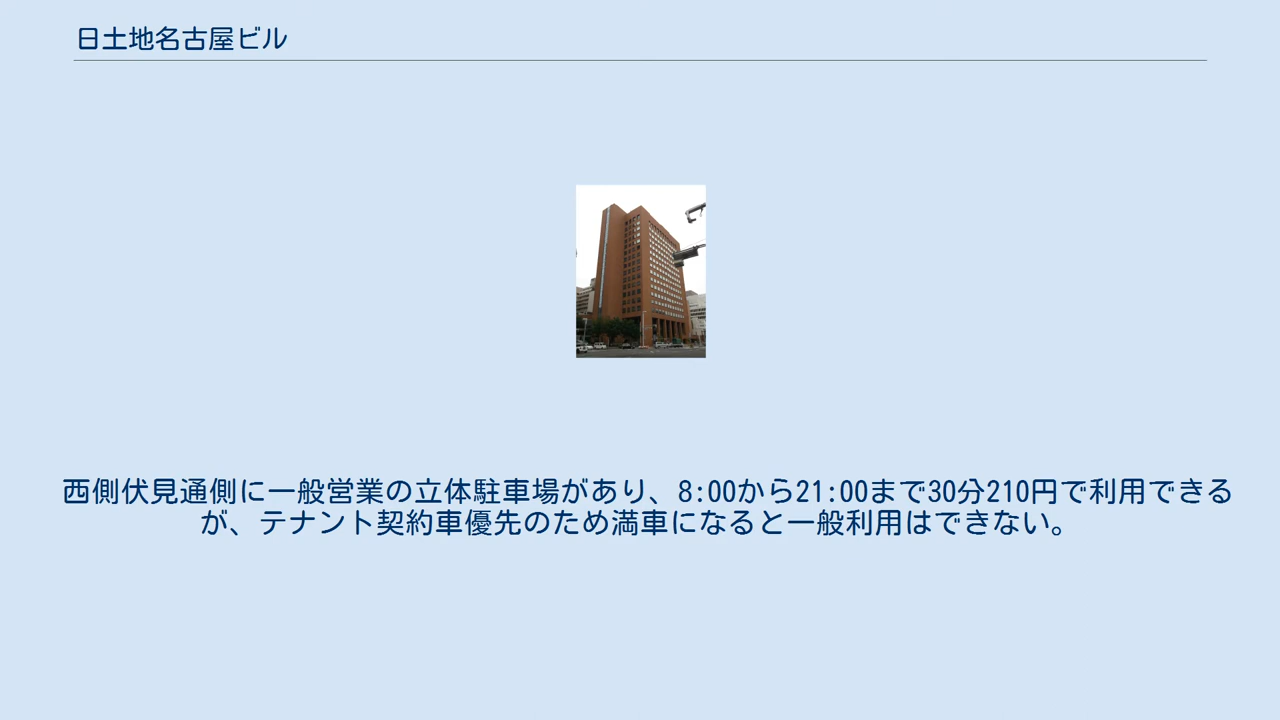 日土地名古屋ビル
西側伏見通側に一般営業の立体駐車場があり、8:00から21:00まで30分210円で利用できる
が、テナント契約車優先のため満車になると一般利用はできない。